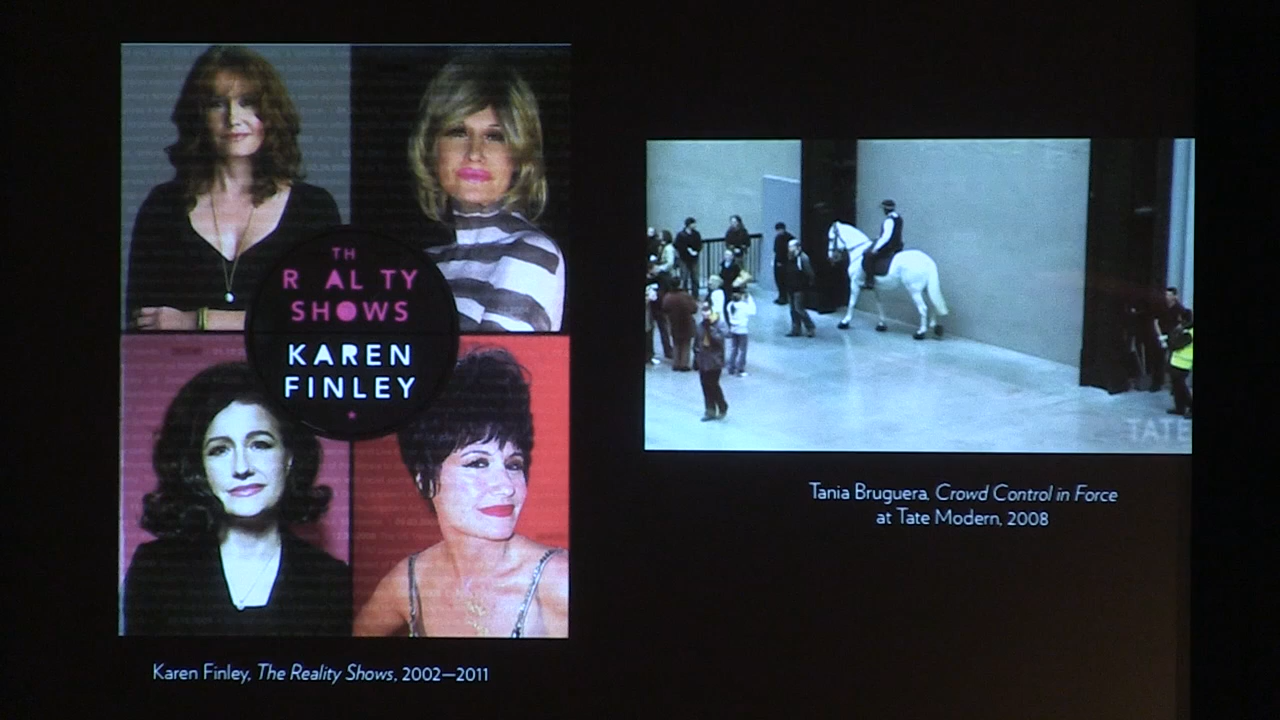 TH
R AL TY
SHOWS
KAREN
FINLEY
Karen Finley, The Reality Shows, 2002—2011
TATE
Tania Bruguera, Crowd Control in Force
at Tate Modern, 2008